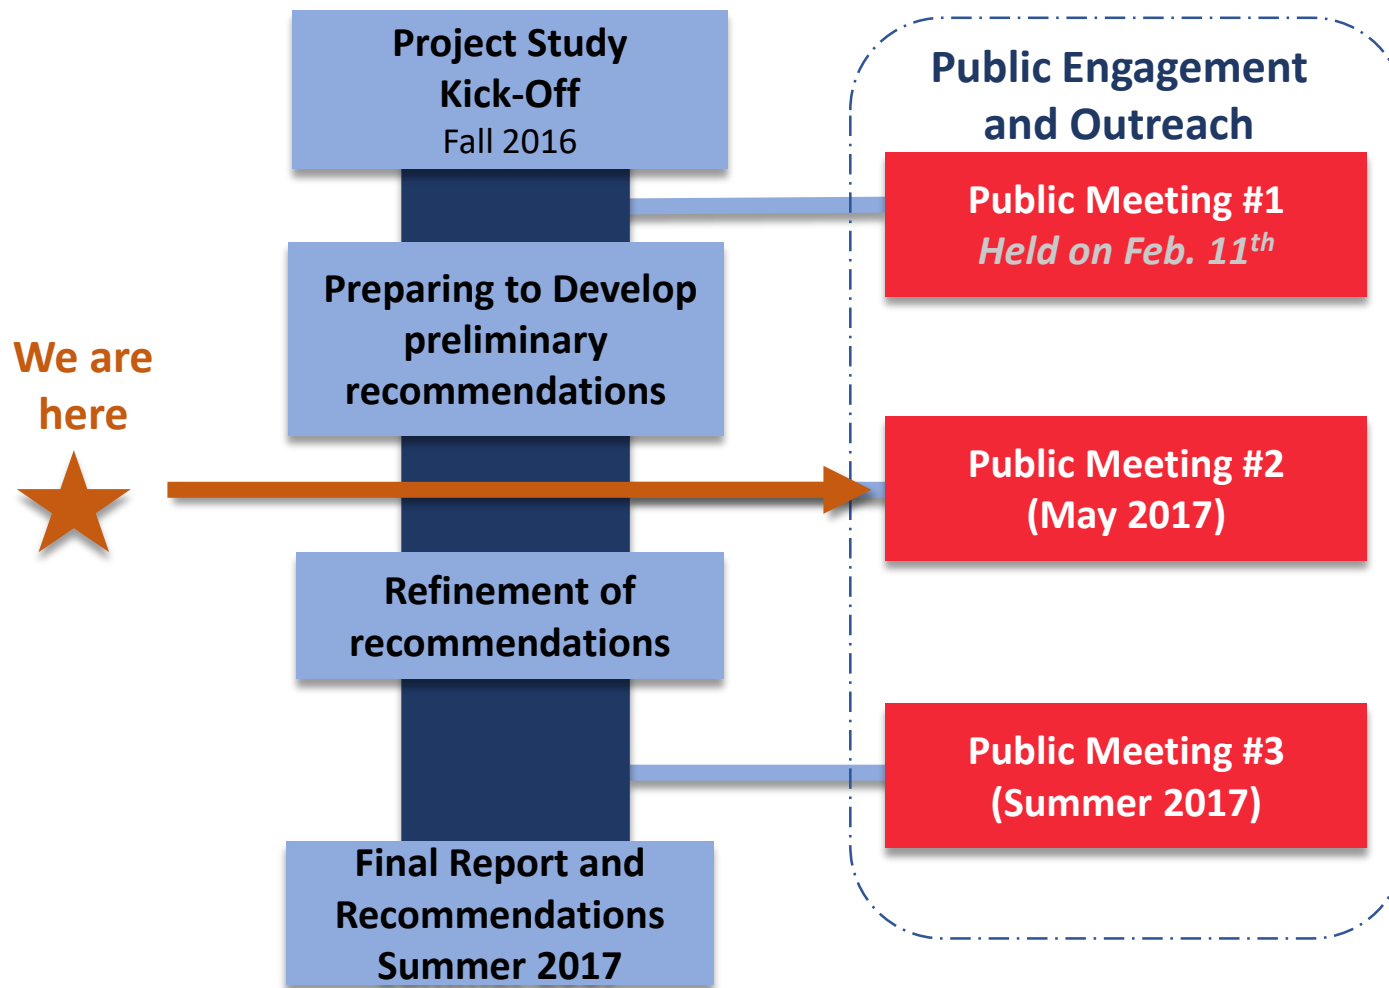 Project Study
Kick-Off
Fall 2016
Public Engagement
and Outreach
Public Meeting #1
Held on Feb. 11th
Preparing to Develop
preliminary
recommendations
We are
here
Public Meeting #2
(May 2017)
Refinement of
recommendations
Public Meeting #3
(Summer 2017)
Final Report and
Recommendations
Summer 2017